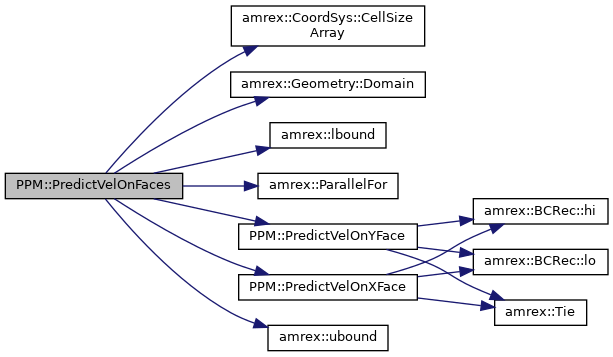 amrex::CoordSys::CellSize
Array
amrex::Geometry::Domain
amrex::lbound
PPM::PredictVelOnFaces
amrex::ParallelFor
amrex::BCRec::hi
PPM::PredictVelOnYFace
amrex::BCRec::lo
PPM::PredictVelOnXFace
amrex::Tie
amrex::ubound